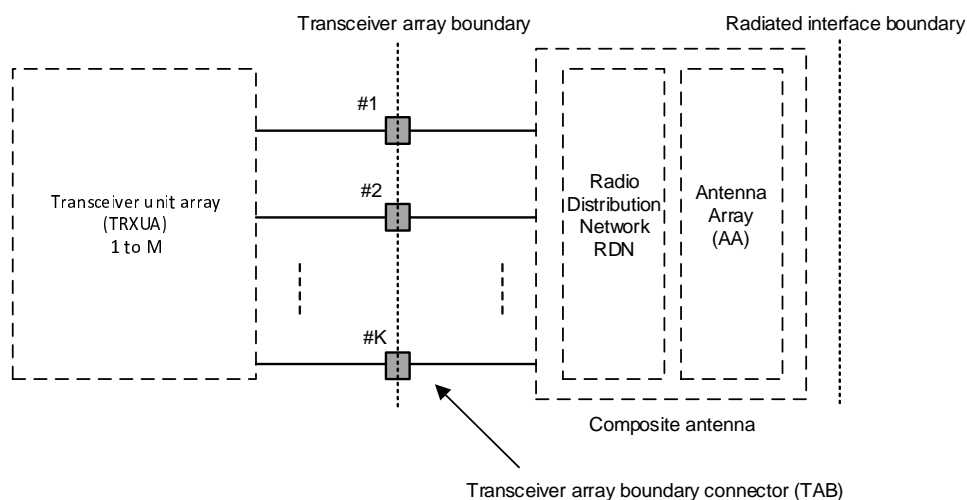 Transceiver array boundary
Radiated interface boundary
#1
#2
#K
Transceiver unit array
(TRXUA)
1 to M
Radio
Distribution
Network
RDN
Antenna
Array
(AA)
Composite antenna
Transceiver array boundary connector (TAB)